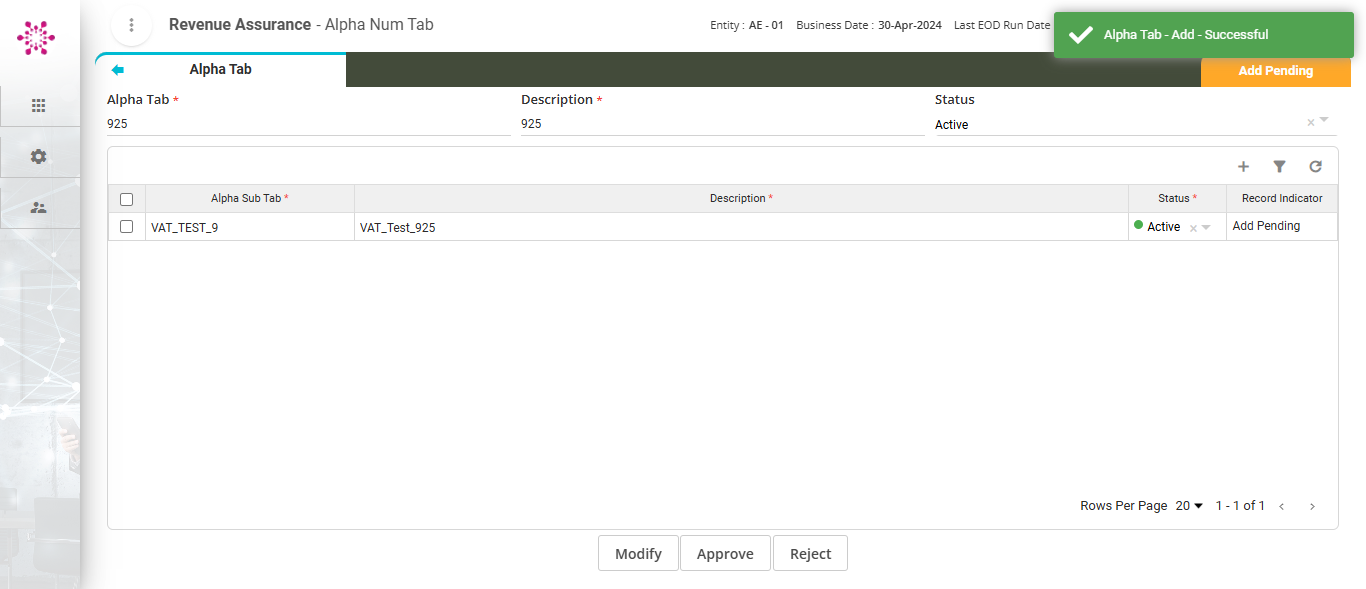 Revenue Assurance - Alpha Num Tab
Entity : AE - 01 Business Date : 30-Apr-2024 Last EOD Run Date
Alpha Tab - Add - Successful
Alpha Tab
Add Pending
Alpha Tab * Description * Status
925 925 Active
Alpha Sub Tab * Description * Status * Record Indicator
VAT_TEST_9 VAT_Test_925 Active Add Pending
Rows Per Page 20 1 - 1 of 1
Modify Approve Reject